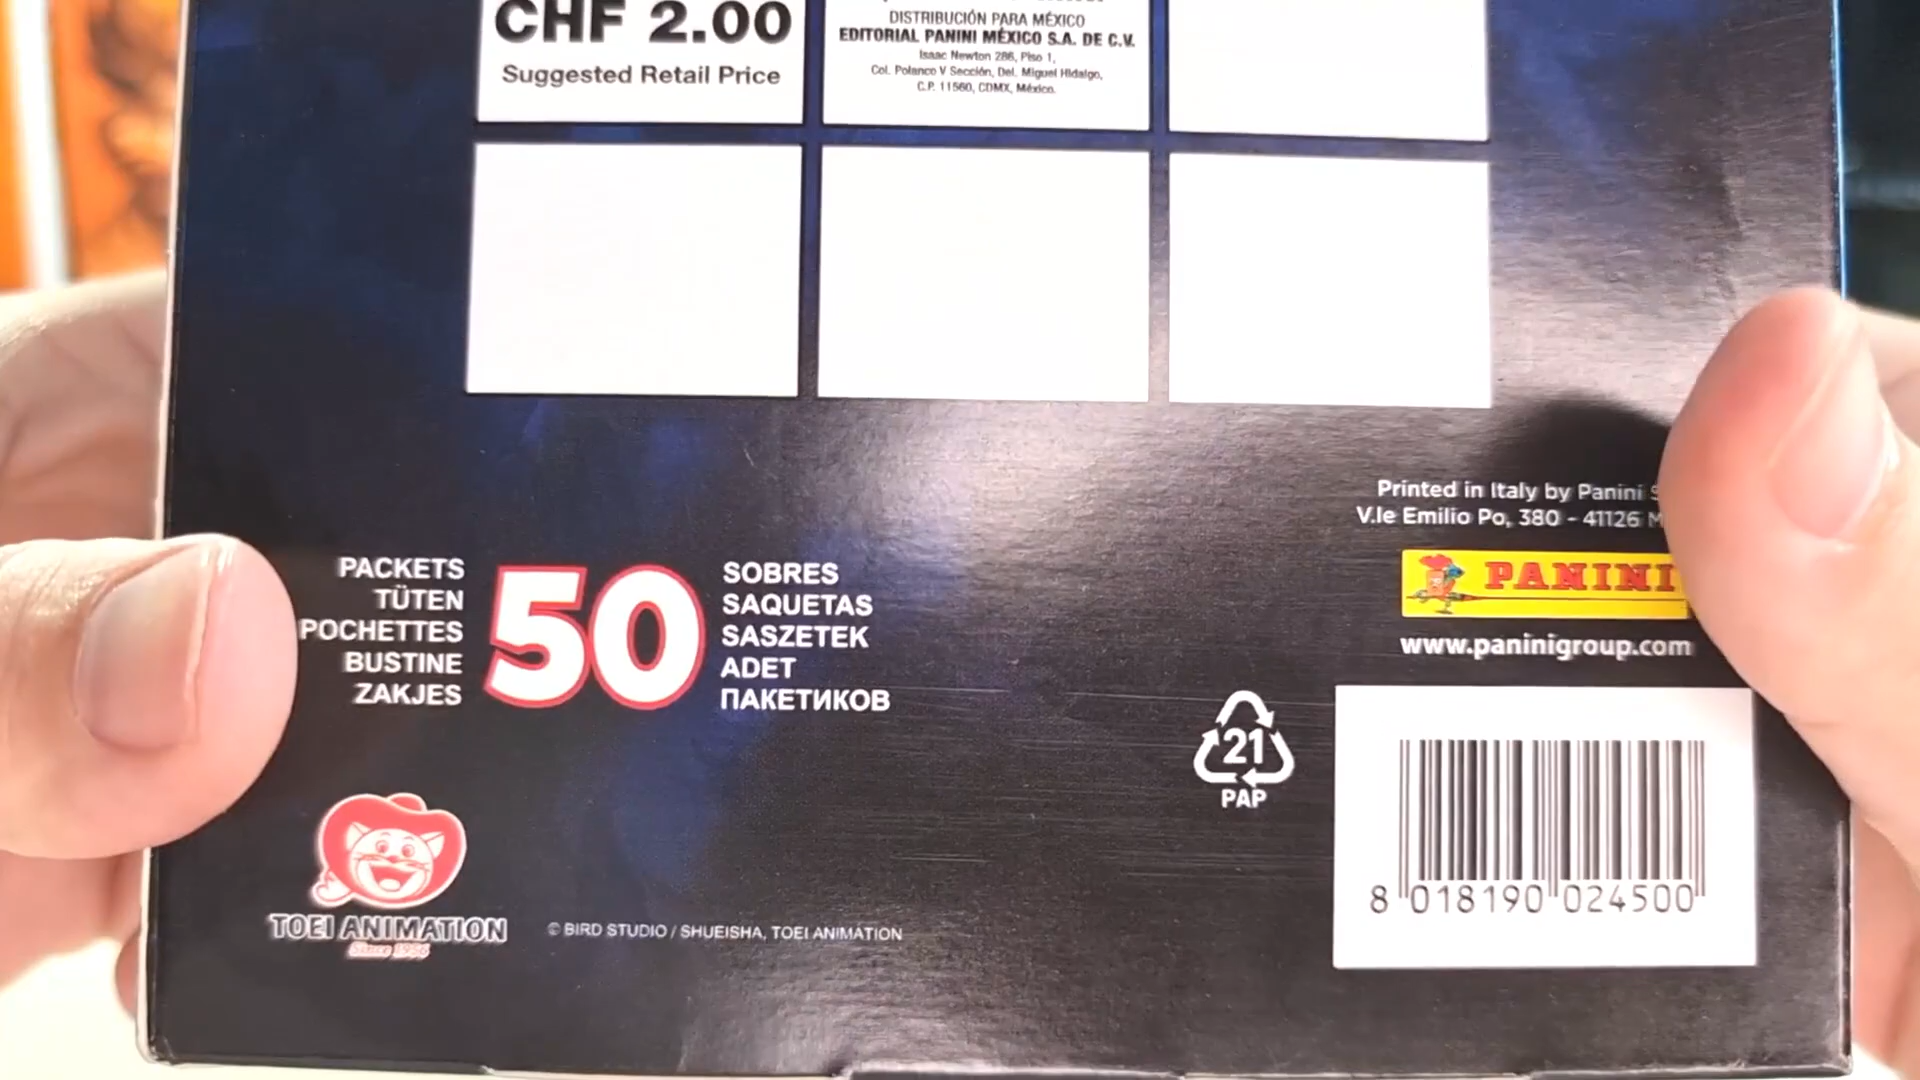 CHF 2.00
Suggested Retail Price
DISTRIBUCIÓN PARA MÉXICO
EDITORIAL PANINI MÉXICO S.A. DE C.V.
Isaac Newton 286, Piso 1,
Col. Polanco V Sección, Del. Miguel Hidalgo,
C.P. 11560, CDMX, México.
Printed in Italy by Panini
V.le Emilio Po, 380 - 41126
PANINI
www.paninigroup.com
PACKETS
TÜTEN
POCHETTES
BUSTINE
ZAKJES
50
SOBRES
SAQUETAS
SASZETEK
ADET
ПАКЕТИКОВ
21
PAP
8 018190 024500
TOEI ANIMATION
Since 1956
© BIRD STUDIO / SHUEISHA, TOEI ANIMATION